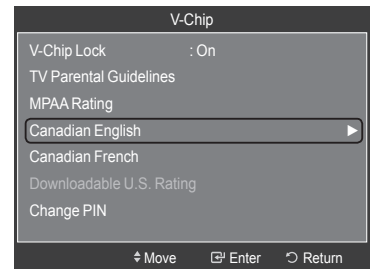 V-Chip
V-Chip Lock : On
TV Parental Guidelines
MPAA Rating
Canadian English
Canadian French
Downloadable U.S. Rating
Change PIN
Move Enter Return